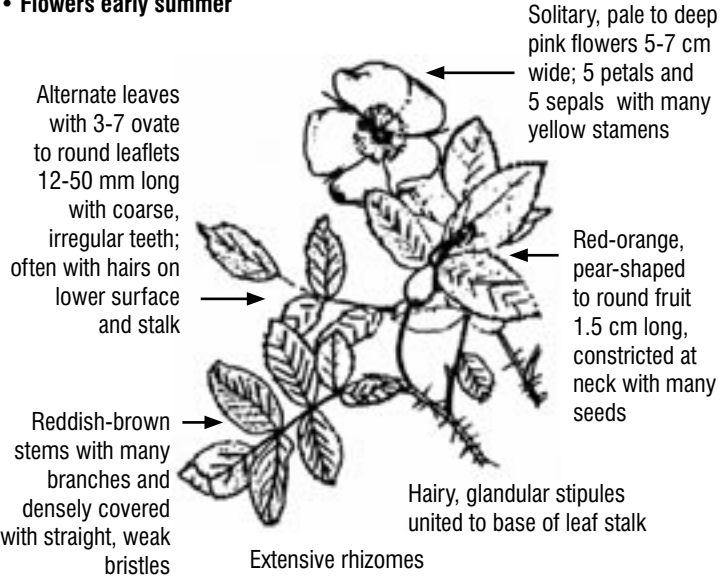 • Flowers early summer
Solitary, pale to deep
pink flowers 5-7 cm
wide; 5 petals and
5 sepals with many
yellow stamens
Alternate leaves
with 3-7 ovate
to round leaflets
12-50 mm long
with coarse,
irregular teeth;
often with hairs on
lower surface
and stalk
Red-orange,
pear-shaped
to round fruit
1.5 cm long,
constricted at
neck with many
seeds
Reddish-brown
stems with many
branches and
densely covered
with straight, weak
bristles
Hairy, glandular stipules
united to base of leaf stalk
Extensive rhizomes